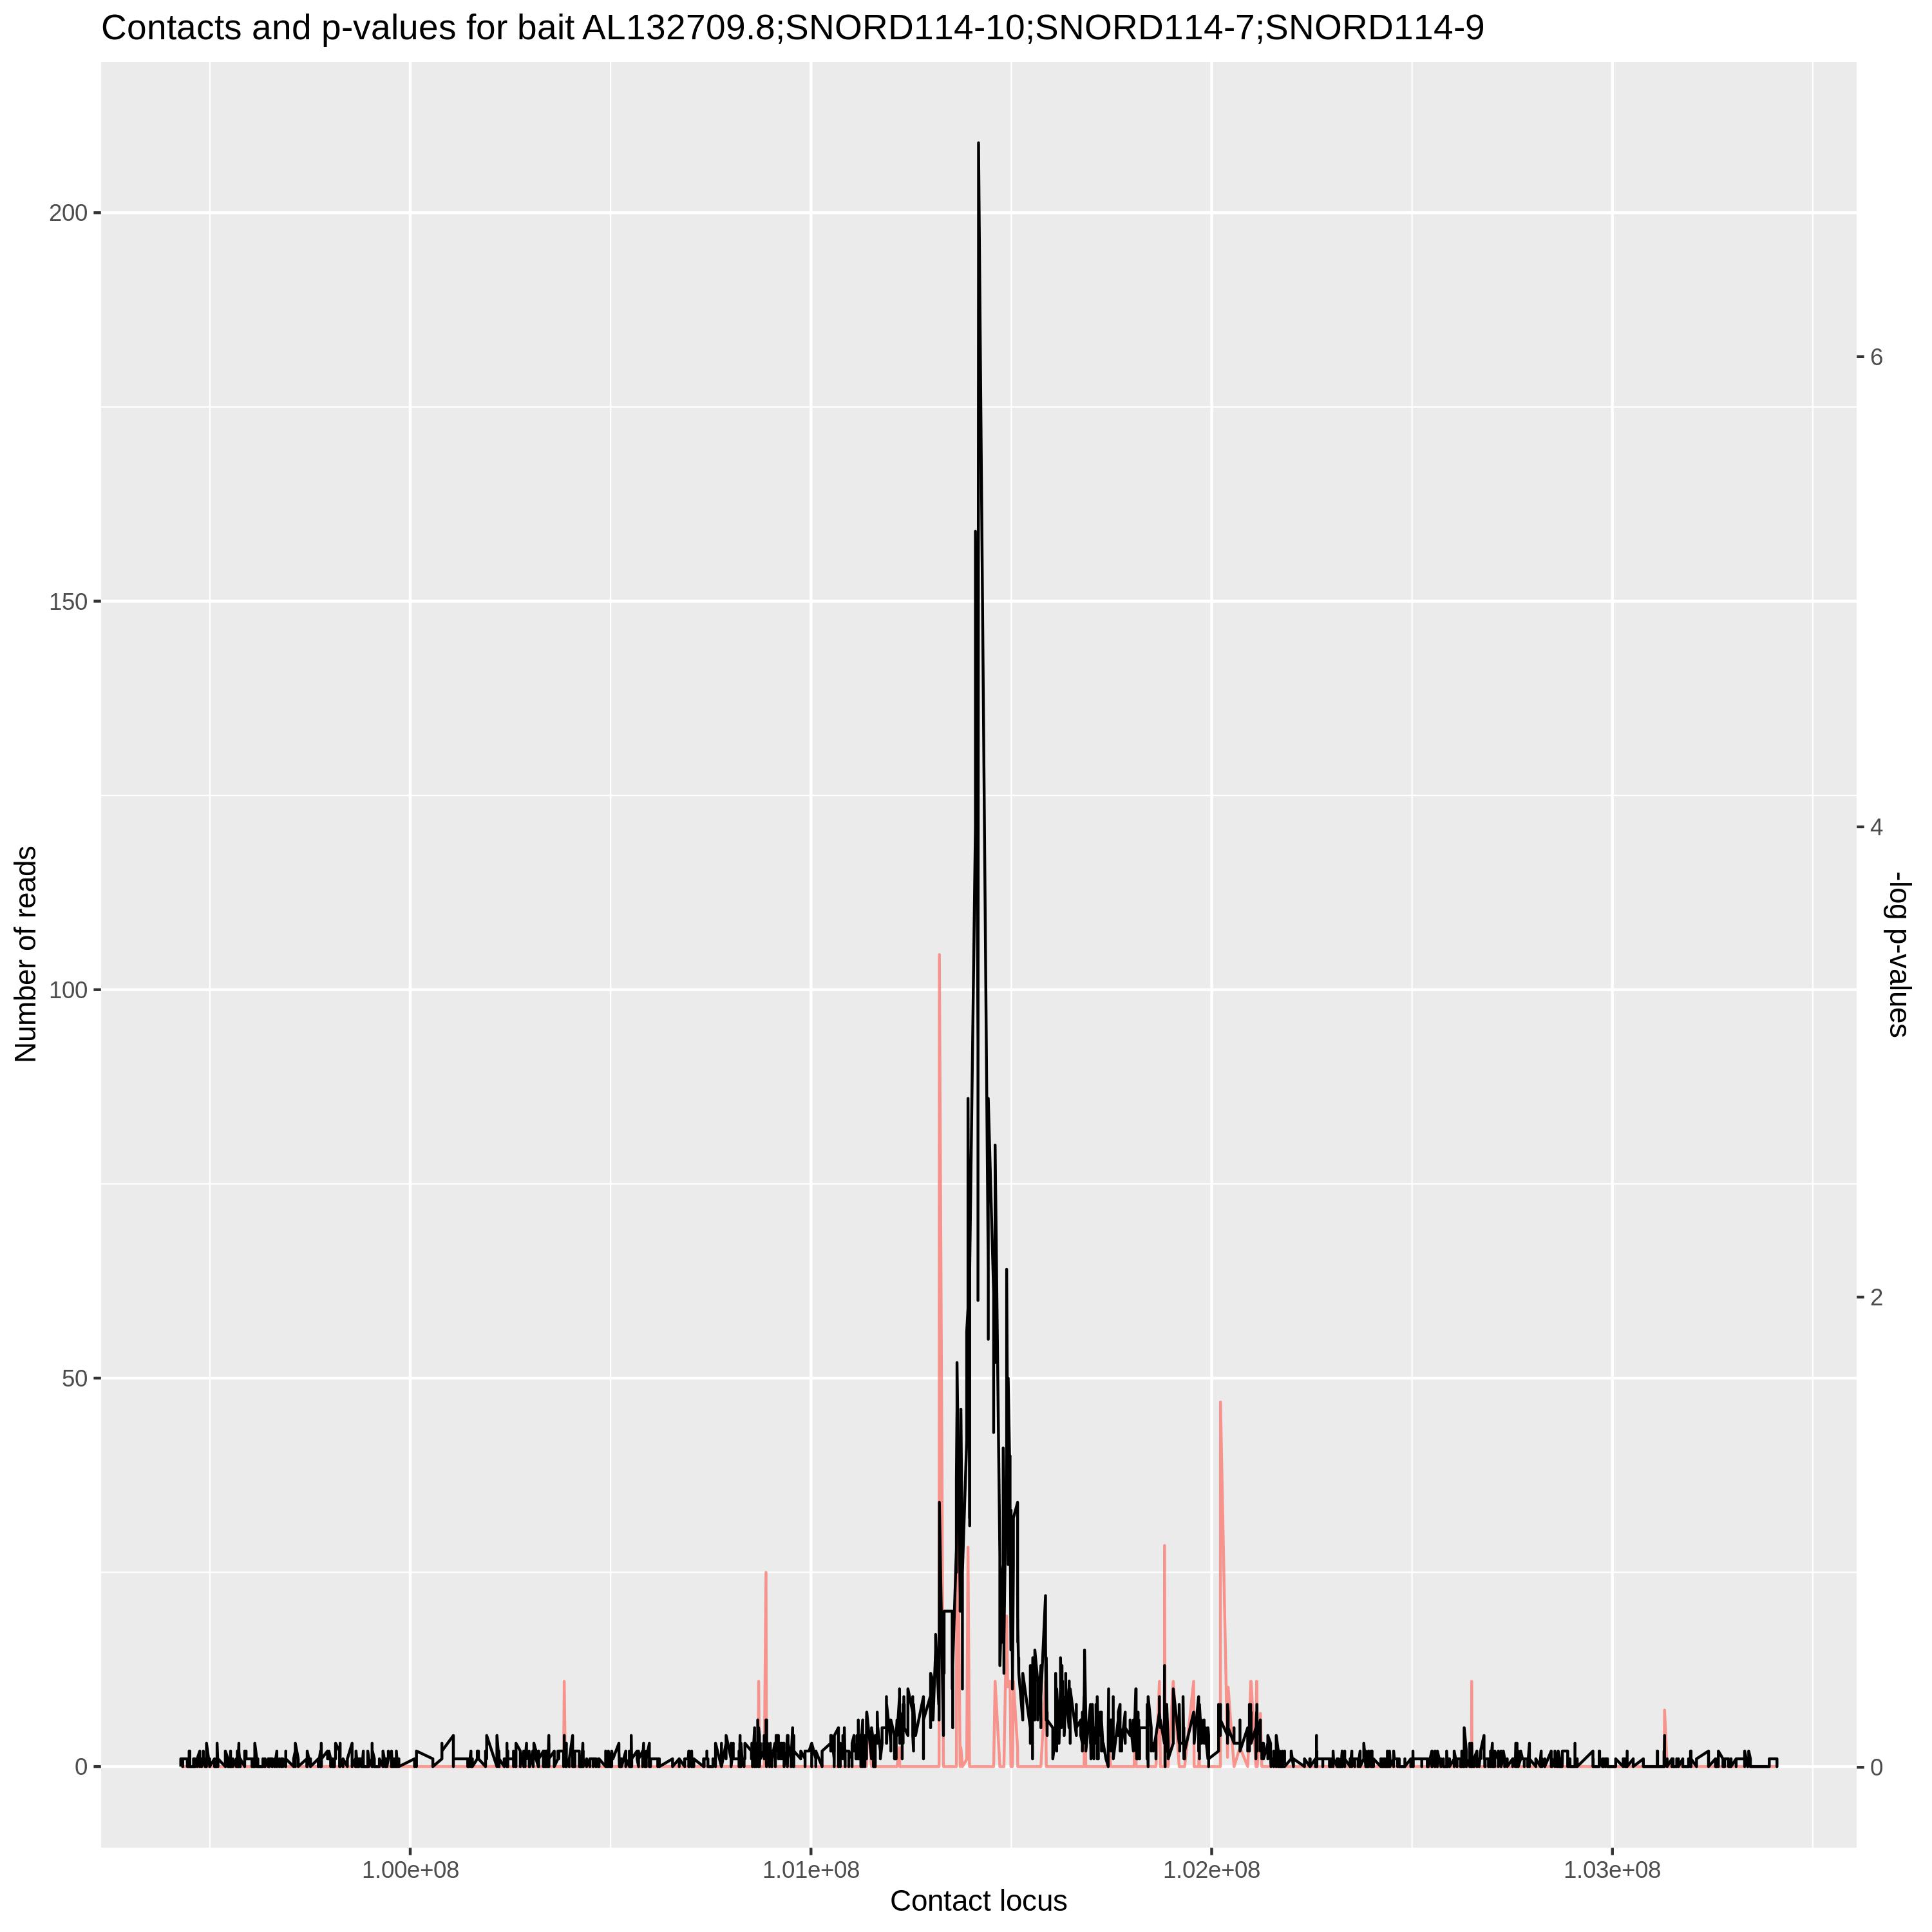 Contacts and p-values for bait AL132709.8;SNORD114-10;SNORD114-7;SNORD114-9
200
150
100
50
0
6
4
2
0
Number of reads
-log p-values
1.00e+08
1.01e+08
1.02e+08
1.03e+08
Contact locus